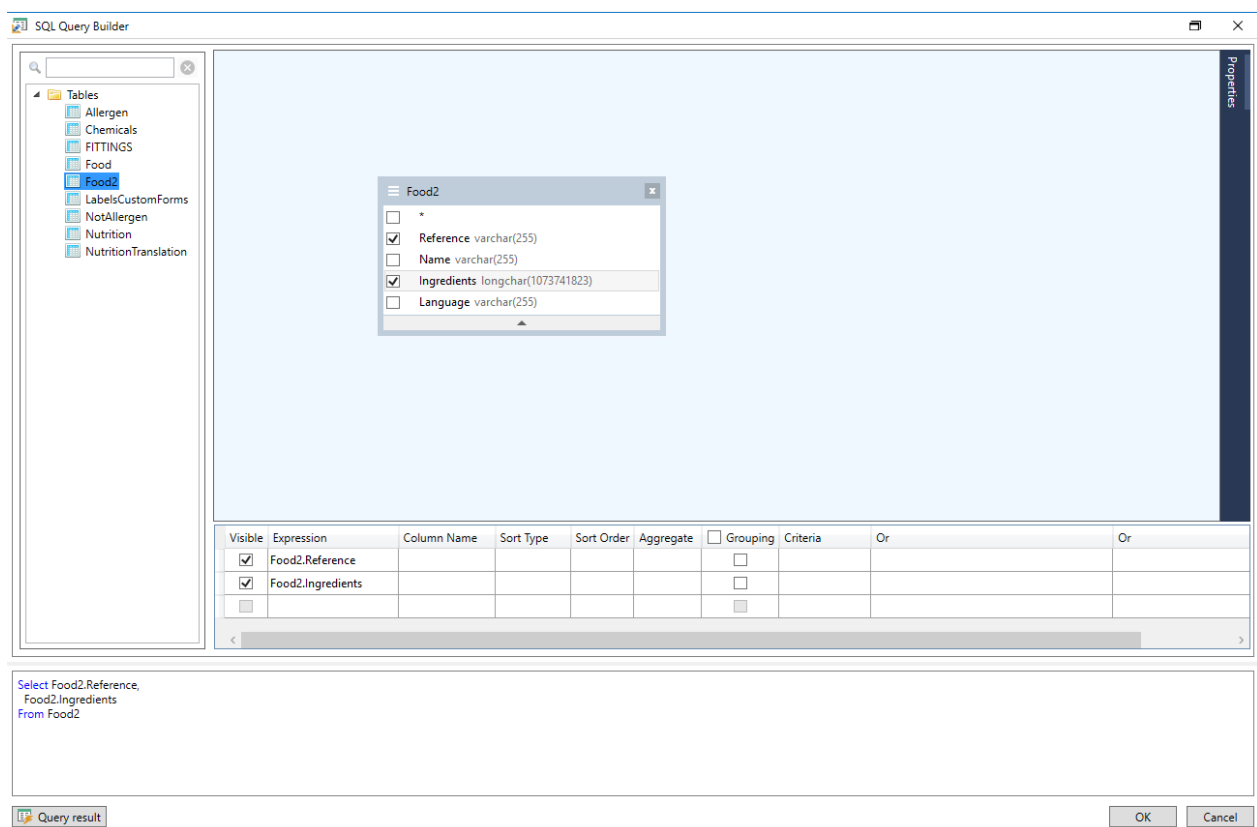 SQL Query Builder
Properties
Tables
Allergen
Chemicals
FITTINGS
Food
Food2
LabelsCustomForms
NotAllergen
Nutrition
NutritionTranslation
Food2
*
Reference varchar(255)
Name varchar(255)
Ingredients longchar(1073741823)
Language varchar(255)
Visible Expression Column Name Sort Type Sort Order Aggregate Grouping Criteria Or Or
Food2.Reference
Food2.Ingredients
Select Food2.Reference,
Food2.Ingredients
From Food2
Query result OK Cancel